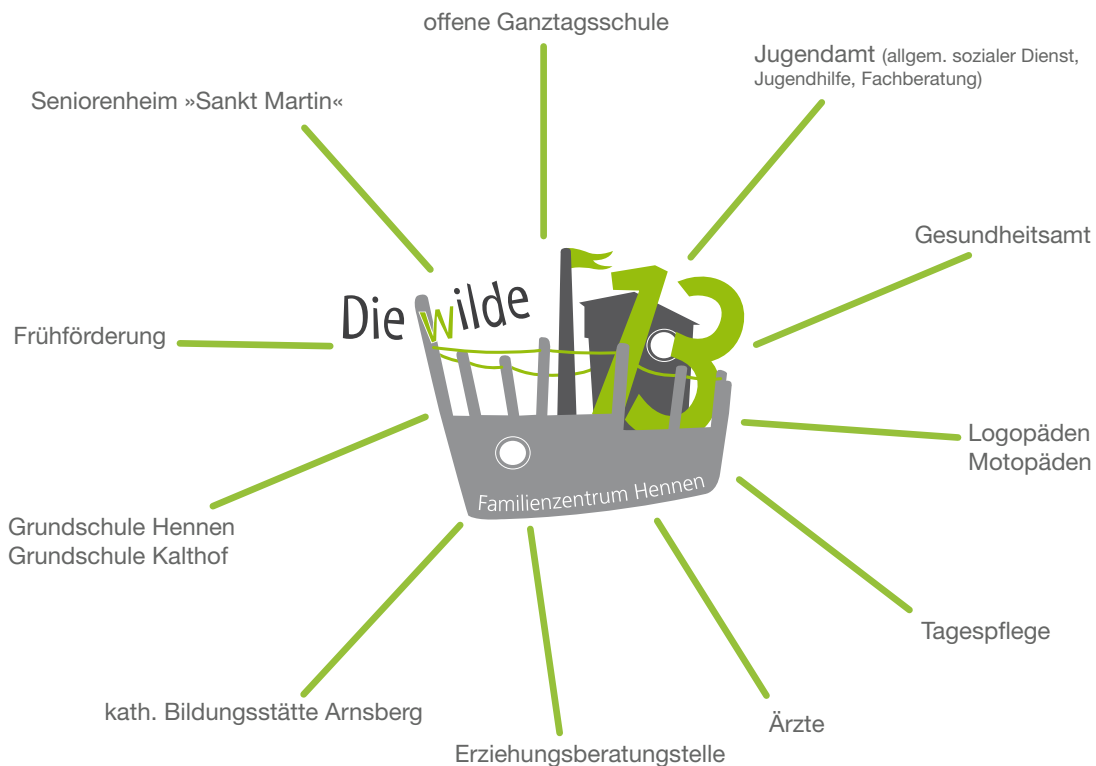 offene Ganztagsschule
Jugendamt (allgem. sozialer Dienst,
Jugendhilfe, Fachberatung)
Seniorenheim »Sankt Martin«
Gesundheitsamt
Die wilde 13
Frühförderung
Logopäden
Motopäden
Familienzentrum Hennen
Grundschule Hennen
Grundschule Kalthof
Tagespflege
kath. Bildungsstätte Arnsberg
Ärzte
Erziehungsberatungstelle